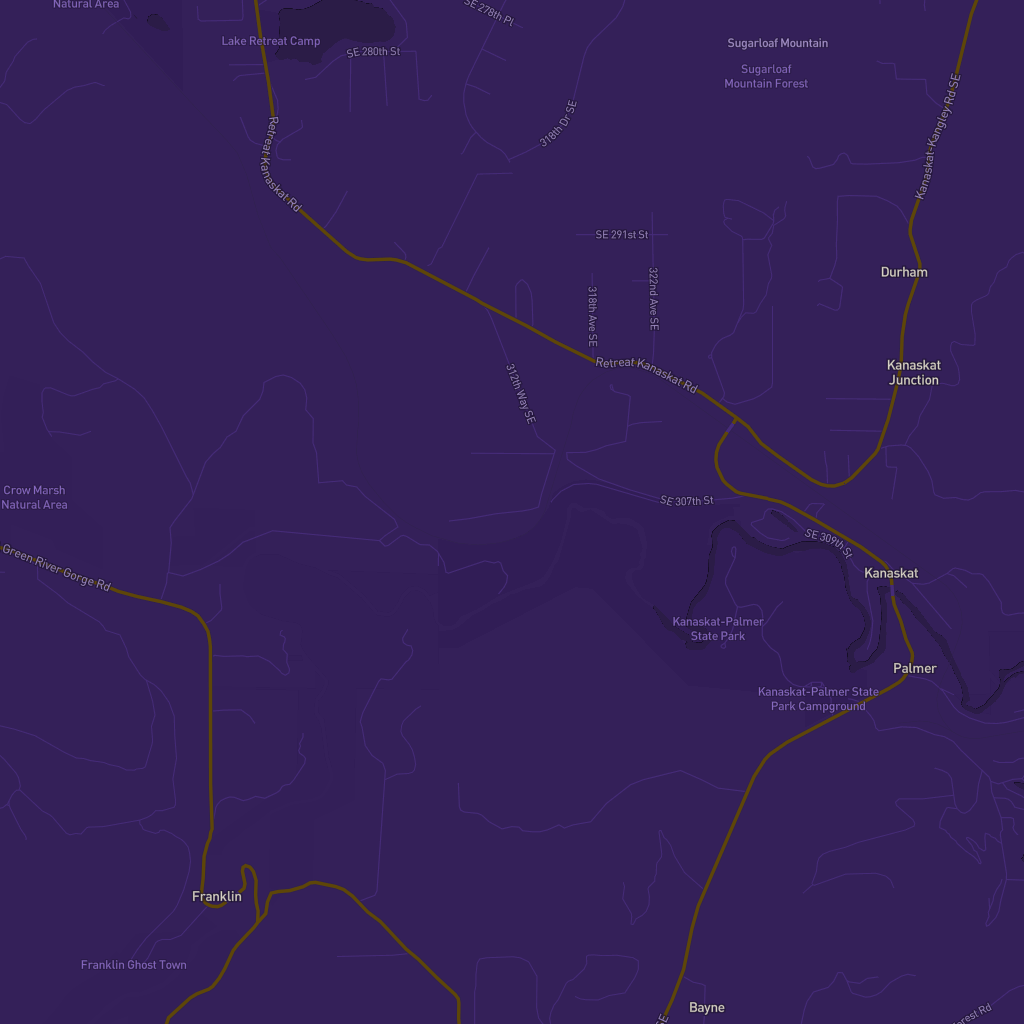 Natural Area
SE 278th Pl
Lake Retreat Camp
SE 280th St
Sugarloaf Mountain
Sugarloaf
Mountain Forest
318th Dr SE
Kanaskat-Kangley Rd SE
Retreat Kanaskat Rd
SE 291st St
Durham
322nd Ave SE
318th Ave SE
Retreat Kanaskat Rd
Kanaskat
Junction
312th Way SE
Crow Marsh
Natural Area
SE 307th St
SE 309th St
Green River Gorge Rd
Kanaskat
Kanaskat-Palmer
State Park
Palmer
Kanaskat-Palmer State
Park Campground
Franklin
Franklin Ghost Town
Bayne
SE
orest Rd